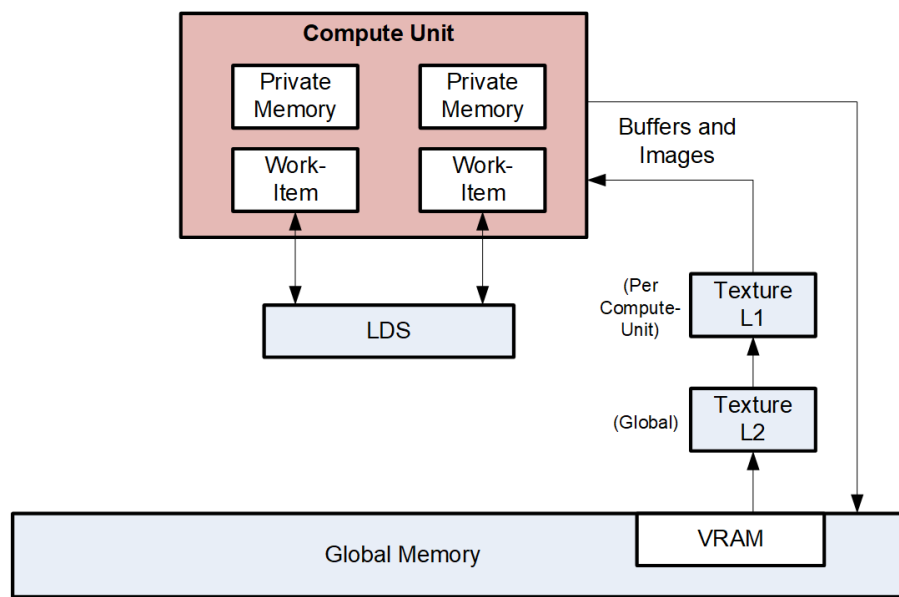 Compute Unit
Private
Memory
Private
Memory
Work-
Item
Work-
Item
Buffers and
Images
LDS
(Per
Compute-
Unit)
Texture
L1
(Global)
Texture
L2
VRAM
Global Memory